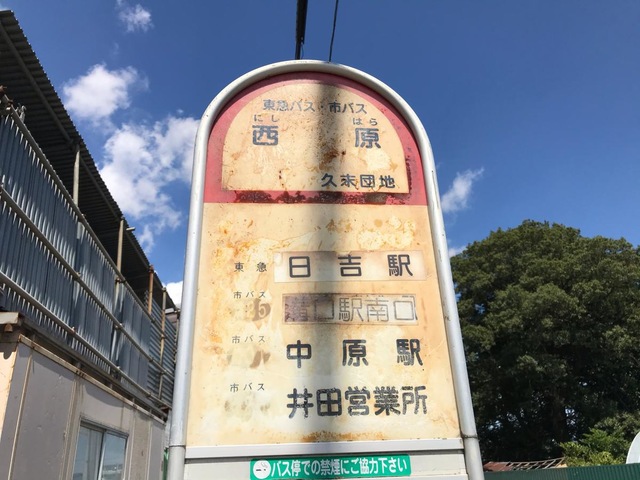 東急バス・市バス
にし はら
西 原
久末団地
東急 日吉駅
市バス 溝口駅南口
市バス 中原駅
市バス 井田営業所
バス停での禁煙にご協力下さい